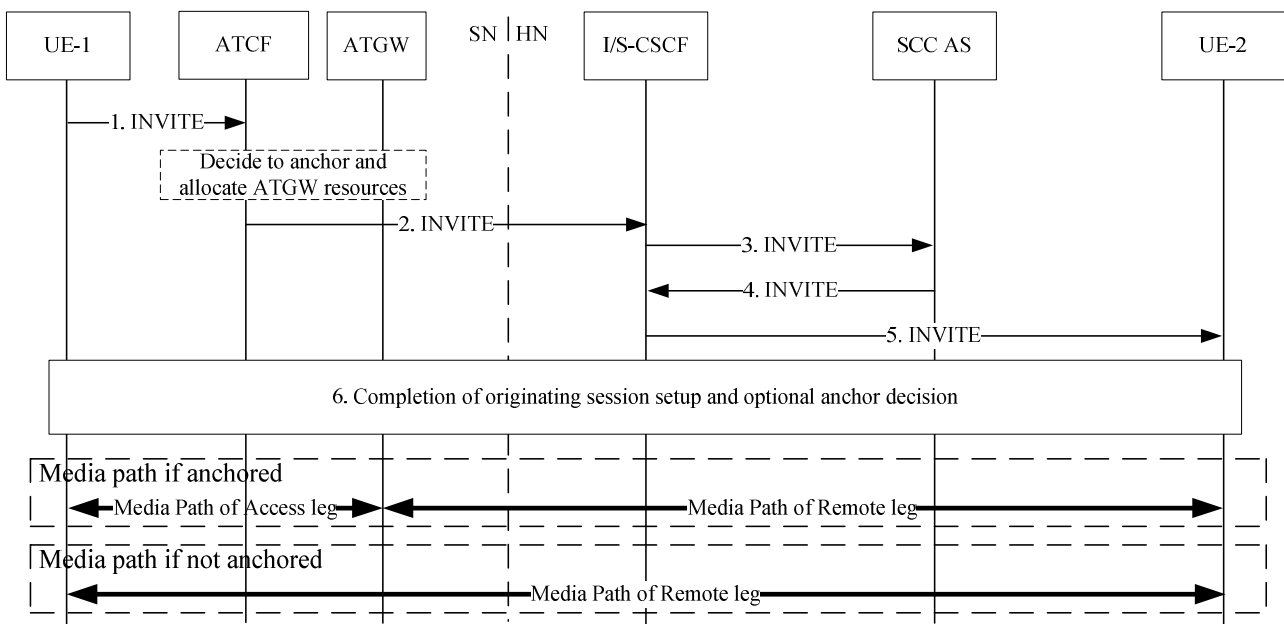 UE-1
ATCF
ATGW
SN
HN
I/S-CSCF
SCC AS
UE-2
1. INVITE
Decide to anchor and
allocate ATGW resources
2. INVITE
3. INVITE
4. INVITE
5. INVITE
6. Completion of originating session setup and optional anchor decision
Media path if anchored
Media Path of Access leg
Media Path of Remote leg
Media path if not anchored
Media Path of Remote leg